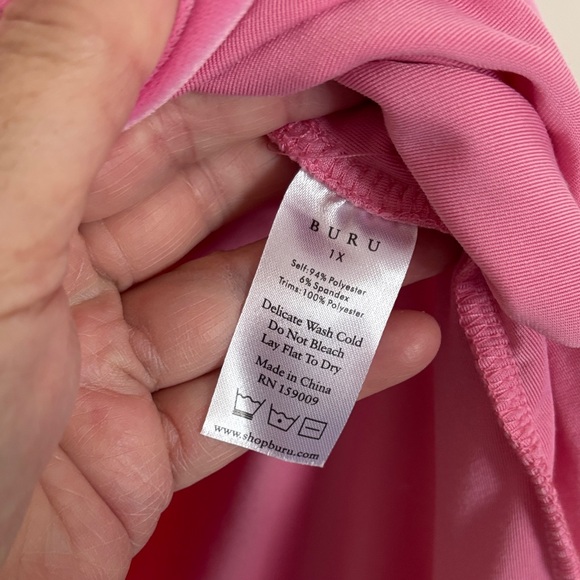 BURU
1X
Self: 94% Polyester
6% Spandex
Trims: 100% Polyester
Delicate Wash Cold
Do Not Bleach
Lay Flat To Dry
Made in China
RN 159009
www.shopburu.com